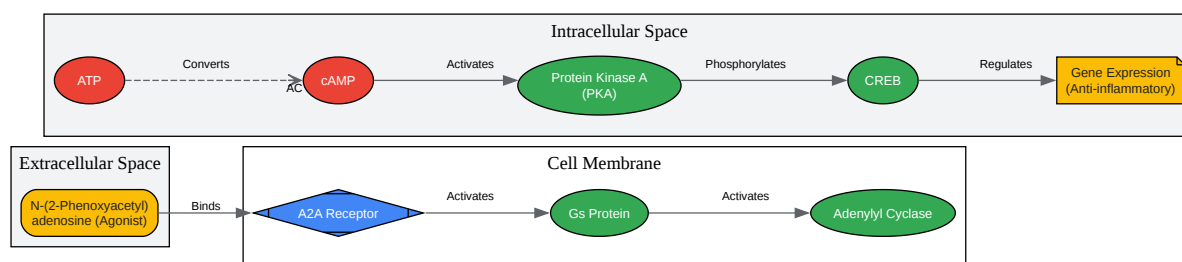 Intracellular Space
ATP
Converts
AC
cAMP
Activates
Protein Kinase A
(PKA)
Phosphorylates
CREB
Regulates
Gene Expression
(Anti-inflammatory)
Extracellular Space
N-(2-Phenoxyacetyl)
adenosine (Agonist)
Binds
Cell Membrane
A2A Receptor
Activates
Gs Protein
Activates
Adenylyl Cyclase